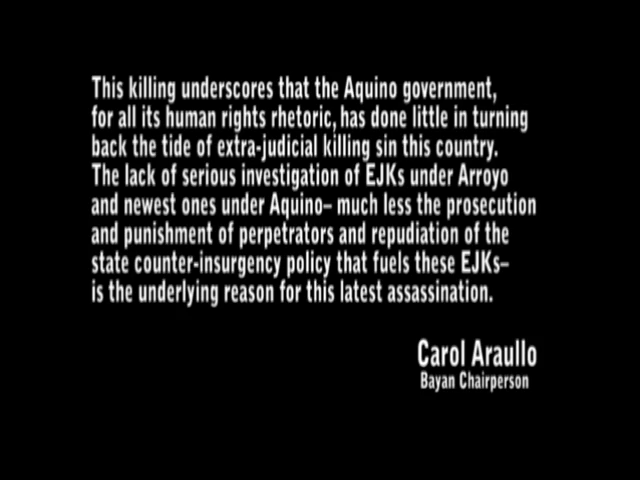 This killing underscores that the Aquino government,
for all its human rights rhetoric, has done little in turning
back the tide of extra-judicial killing sin this country.
The lack of serious investigation of EJKs under Arroyo
and newest ones under Aquino– much less the prosecution
and punishment of perpetrators and repudiation of the
state counter-insurgency policy that fuels these EJKs–
is the underlying reason for this latest assassination.
Carol Araullo
Bayan Chairperson